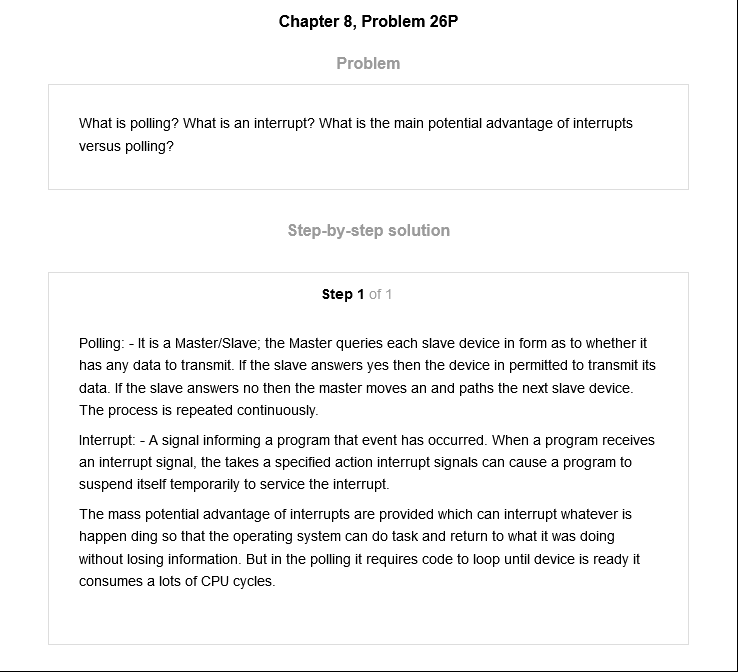 Chapter 8, Problem 26P
Problem
What is polling? What is an interrupt? What is the main potential advantage of interrupts
versus polling?
Step-by-step solution
Step 1 of 1
Polling: - It is a Master/Slave; the Master queries each slave device in form as to whether it
has any data to transmit. If the slave answers yes then the device in permitted to transmit its
data. If the slave answers no then the master moves an and paths the next slave device.
The process is repeated continuously.
Interrupt: - A signal informing a program that event has occurred. When a program receives
an interrupt signal, the takes a specified action interrupt signals can cause a program to
suspend itself temporarily to service the interrupt.
The mass potential advantage of interrupts are provided which can interrupt whatever is
happen ding so that the operating system can do task and return to what it was doing
without losing information. But in the polling it requires code to loop until device is ready it
consumes a lots of CPU cycles.